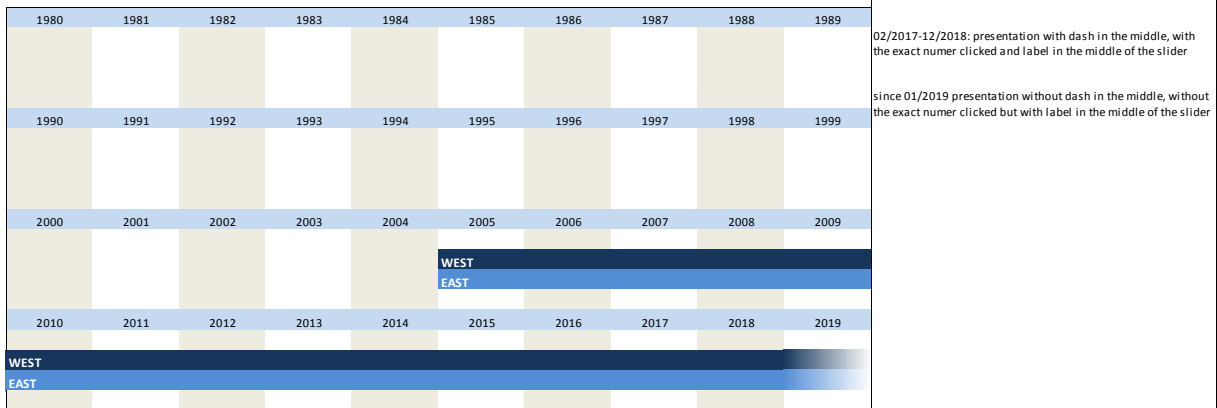 1980 1981 1982 1983 1984 1985 1986 1987 1988 1989
02/2017-12/2018: presentation with dash in the middle, with
the exact numer clicked and label in the middle of the slider
since 01/2019 presentation without dash in the middle, without
the exact numer clicked but with label in the middle of the slider
1990 1991 1992 1993 1994 1995 1996 1997 1998 1999
2000 2001 2002 2003 2004 2005 2006 2007 2008 2009
WEST
EAST
2010 2011 2012 2013 2014 2015 2016 2017 2018 2019
WEST
EAST